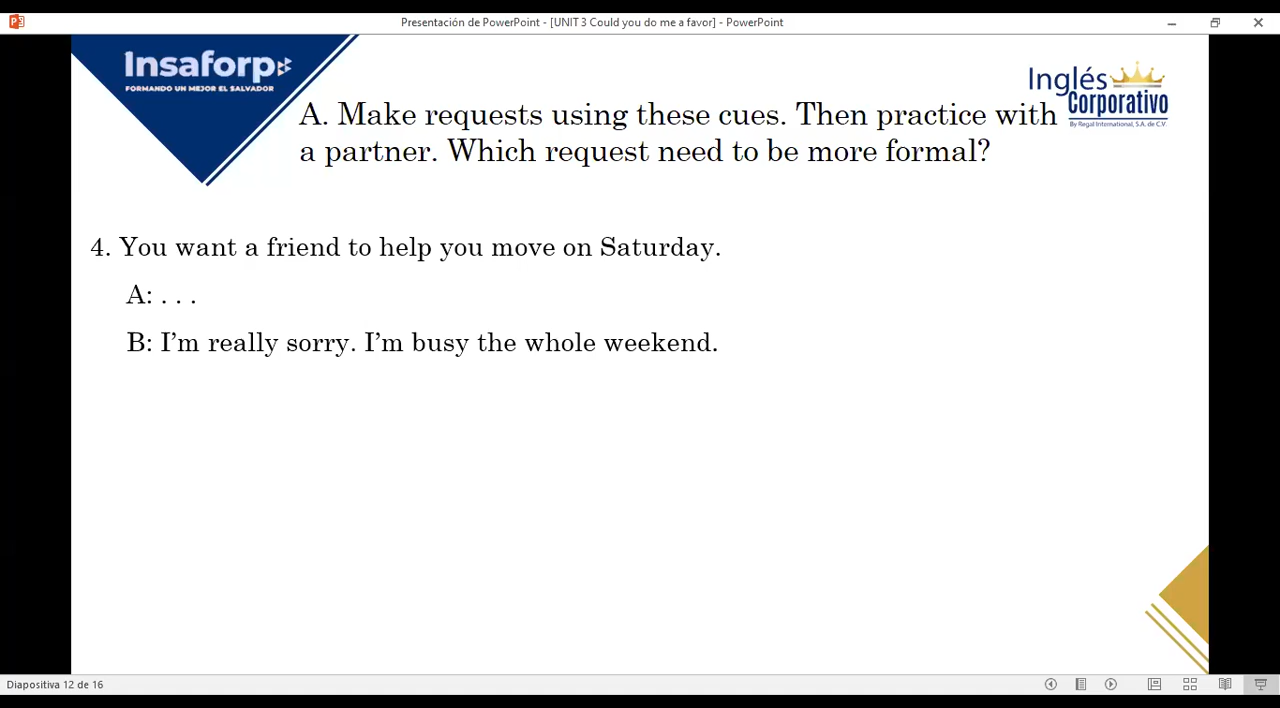 Presentación de PowerPoint - [UNIT 3 Could you do me a favor] - PowerPoint
Insaforp
FORMANDO UN MEJOR EL SALVADOR
Inglés
Corporativo
By Regal International, S.A. de C.V.
A. Make requests using these cues. Then practice with
a partner. Which request need to be more formal?
4. You want a friend to help you move on Saturday.
A: . . .
B: I’m really sorry. I’m busy the whole weekend.
Diapositiva 12 de 16